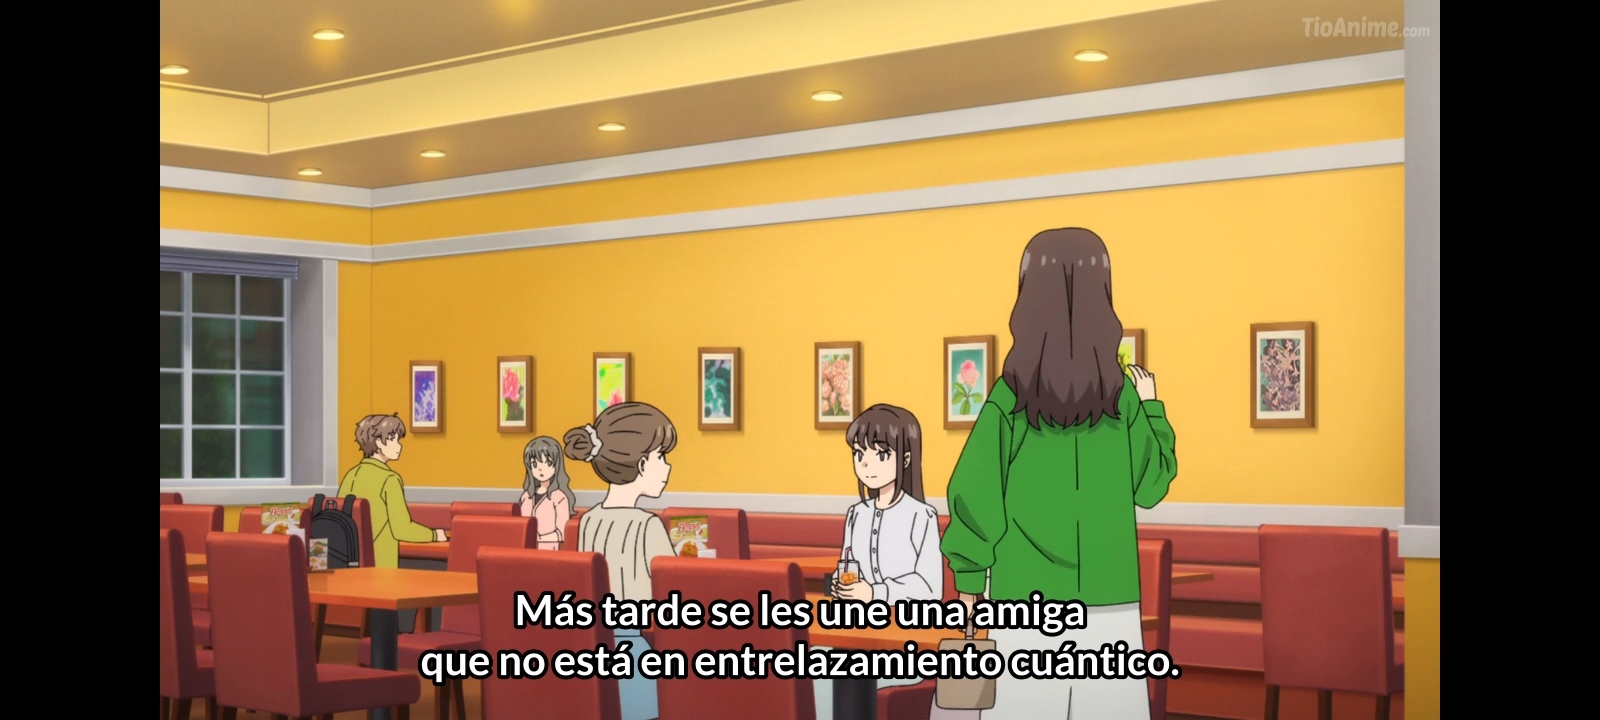 TioAnime.com
Más tarde se les une una amiga
que no está en entrelazamiento cuántico.